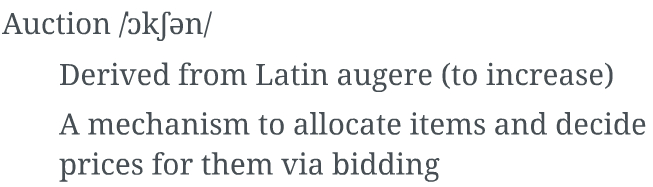 Auction /ɔkʃən/
Derived from Latin augere (to increase)
A mechanism to allocate items and decide
prices for them via bidding